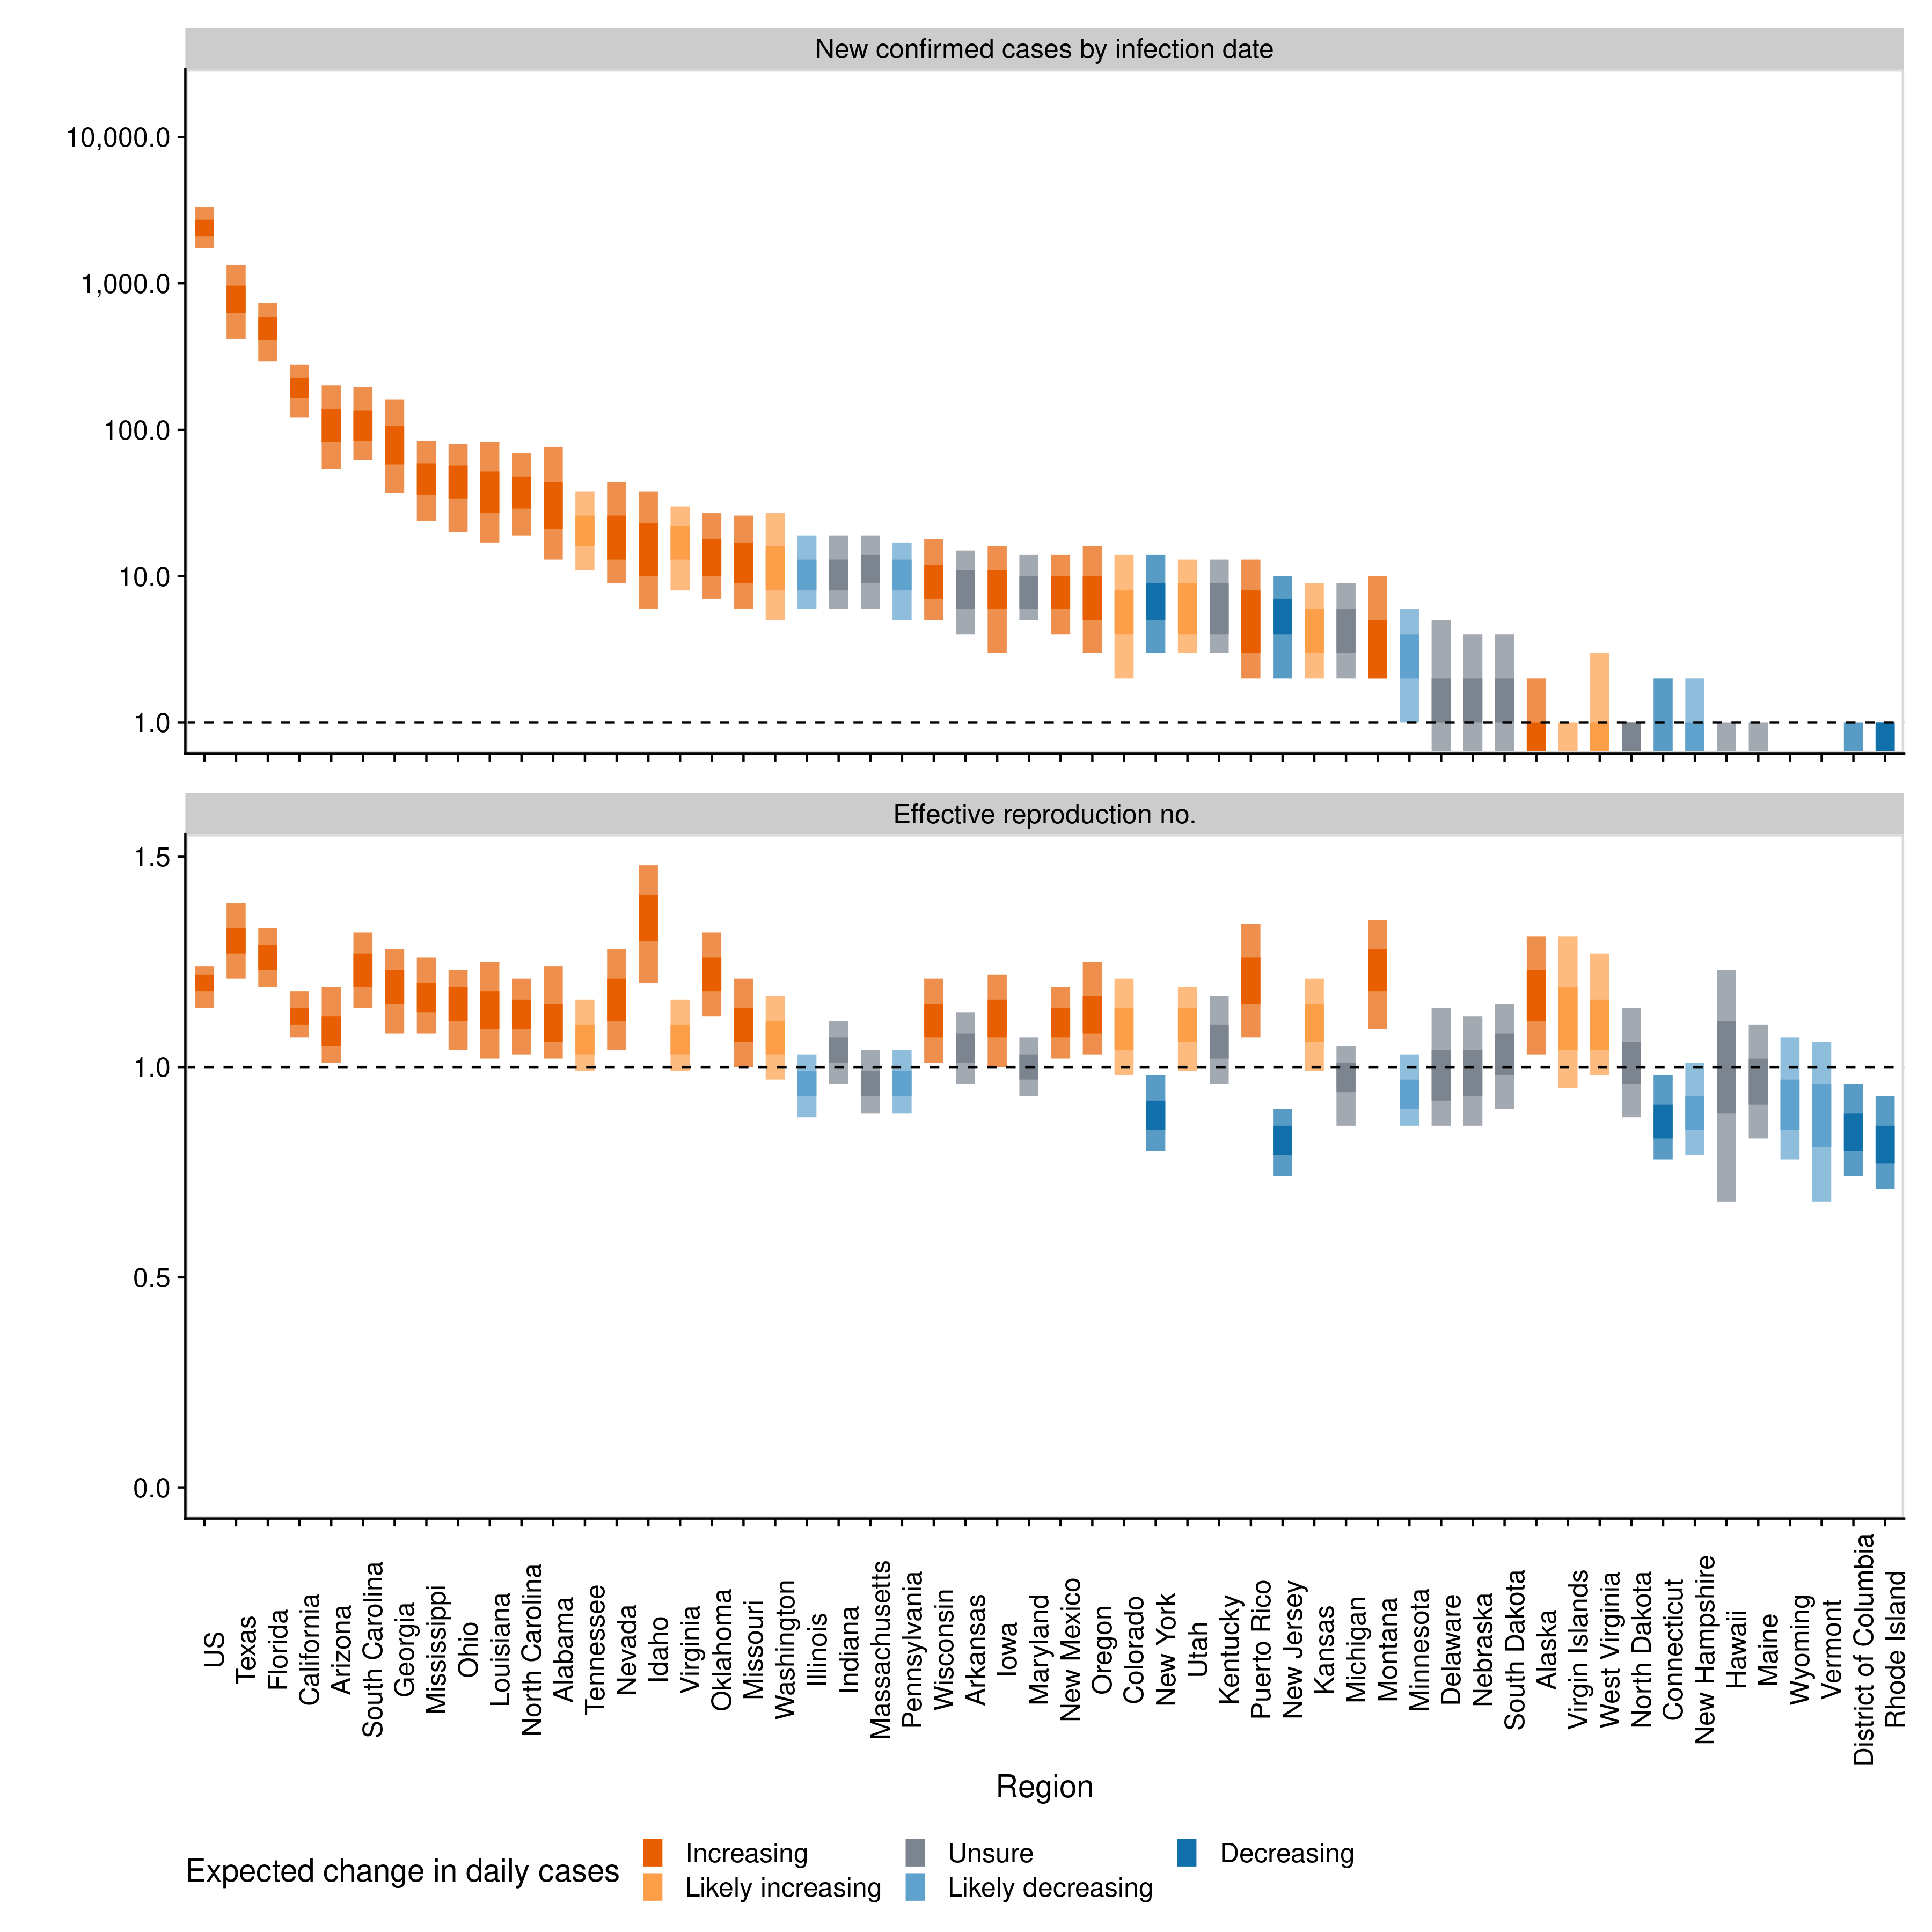 New confirmed cases by infection date
10,000.0
1,000.0
100.0
10.0
1.0
Effective reproduction no.
1.5
1.0
0.5
0.0
US
Texas
Florida
California
Arizona
South Carolina
Georgia
Mississippi
Ohio
Louisiana
North Carolina
Alabama
Tennessee
Nevada
Idaho
Virginia
Oklahoma
Missouri
Washington
Illinois
Indiana
Massachusetts
Pennsylvania
Wisconsin
Arkansas
Iowa
Maryland
New Mexico
Oregon
Colorado
New York
Utah
Kentucky
Puerto Rico
New Jersey
Kansas
Michigan
Montana
Minnesota
Delaware
Nebraska
South Dakota
Alaska
Virgin Islands
West Virginia
North Dakota
Connecticut
New Hampshire
Hawaii
Maine
Wyoming
Vermont
District of Columbia
Rhode Island
Region
Expected change in daily cases
Increasing
Unsure
Decreasing
Likely increasing
Likely decreasing